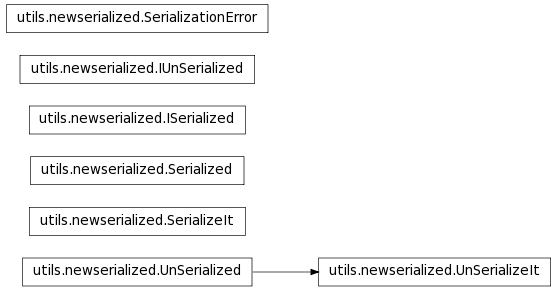 utils.newserialized.SerializationError
utils.newserialized.IUnSerialized
utils.newserialized.ISerialized
utils.newserialized.Serialized
utils.newserialized.SerializeIt
utils.newserialized.UnSerialized
utils.newserialized.UnSerializeIt